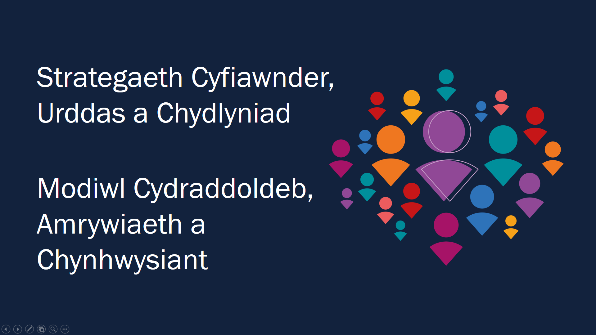 Strategaeth Cyfiawnder,
Urddas a Chydlyniad
Modiwl Cydraddoldeb,
Amrywiaeth a
Chynhwysiant